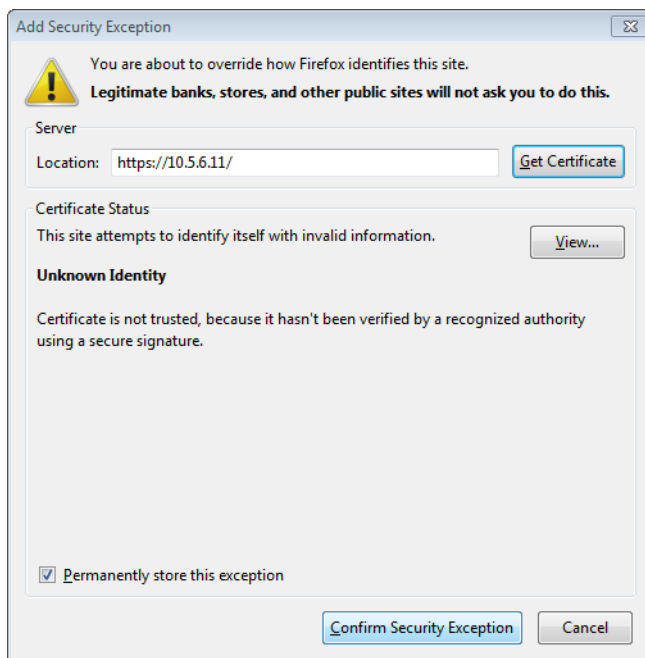 Add Security Exception
You are about to override how Firefox identifies this site.
Legitimate banks, stores, and other public sites will not ask you to do this.
Server
Location: https://10.5.6.11/ Get Certificate
Certificate Status
This site attempts to identify itself with invalid information. View...
Unknown Identity
Certificate is not trusted, because it hasn't been verified by a recognized authority
using a secure signature.
Permanently store this exception
Confirm Security Exception Cancel